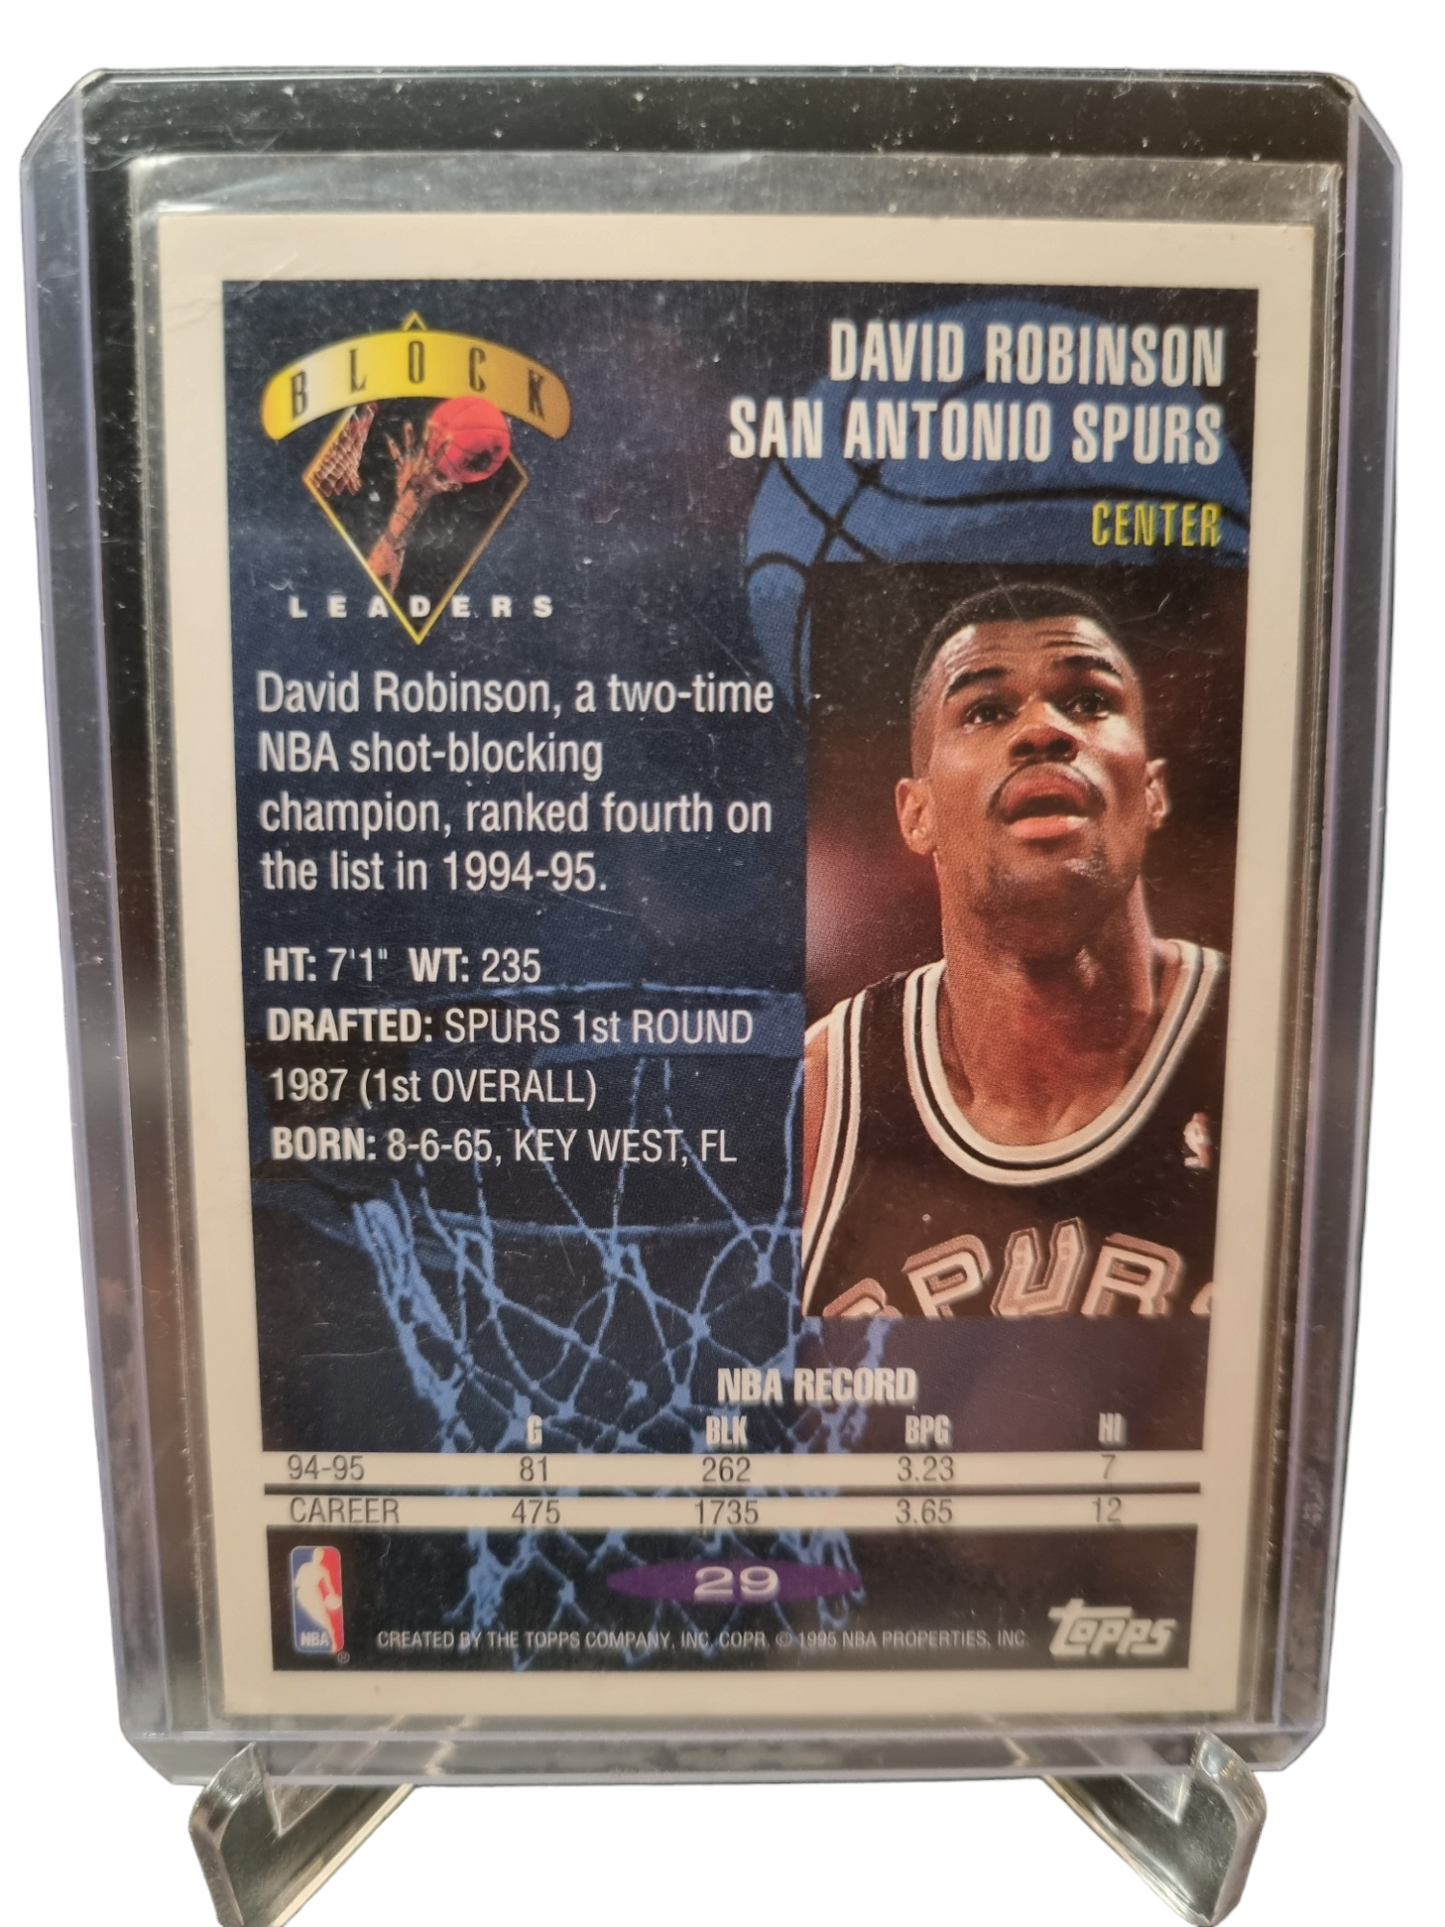 BLOCK
LEADERS
DAVID ROBINSON
SAN ANTONIO SPURS
CENTER
David Robinson, a two-time
NBA shot-blocking
champion, ranked fourth on
the list in 1994-95.
HT: 7'1" WT: 235
DRAFTED: SPURS 1st ROUND
1987 (1st OVERALL)
BORN: 8-6-65, KEY WEST, FL
SPURS
NBA RECORD
G BLK BPG HI
94-95 81 262 3.23 7
CAREER 475 1735 3.65 12
29
NBA ®
CREATED BY THE TOPPS COMPANY, INC. COPR. © 1995 NBA PROPERTIES, INC.
TOPPS